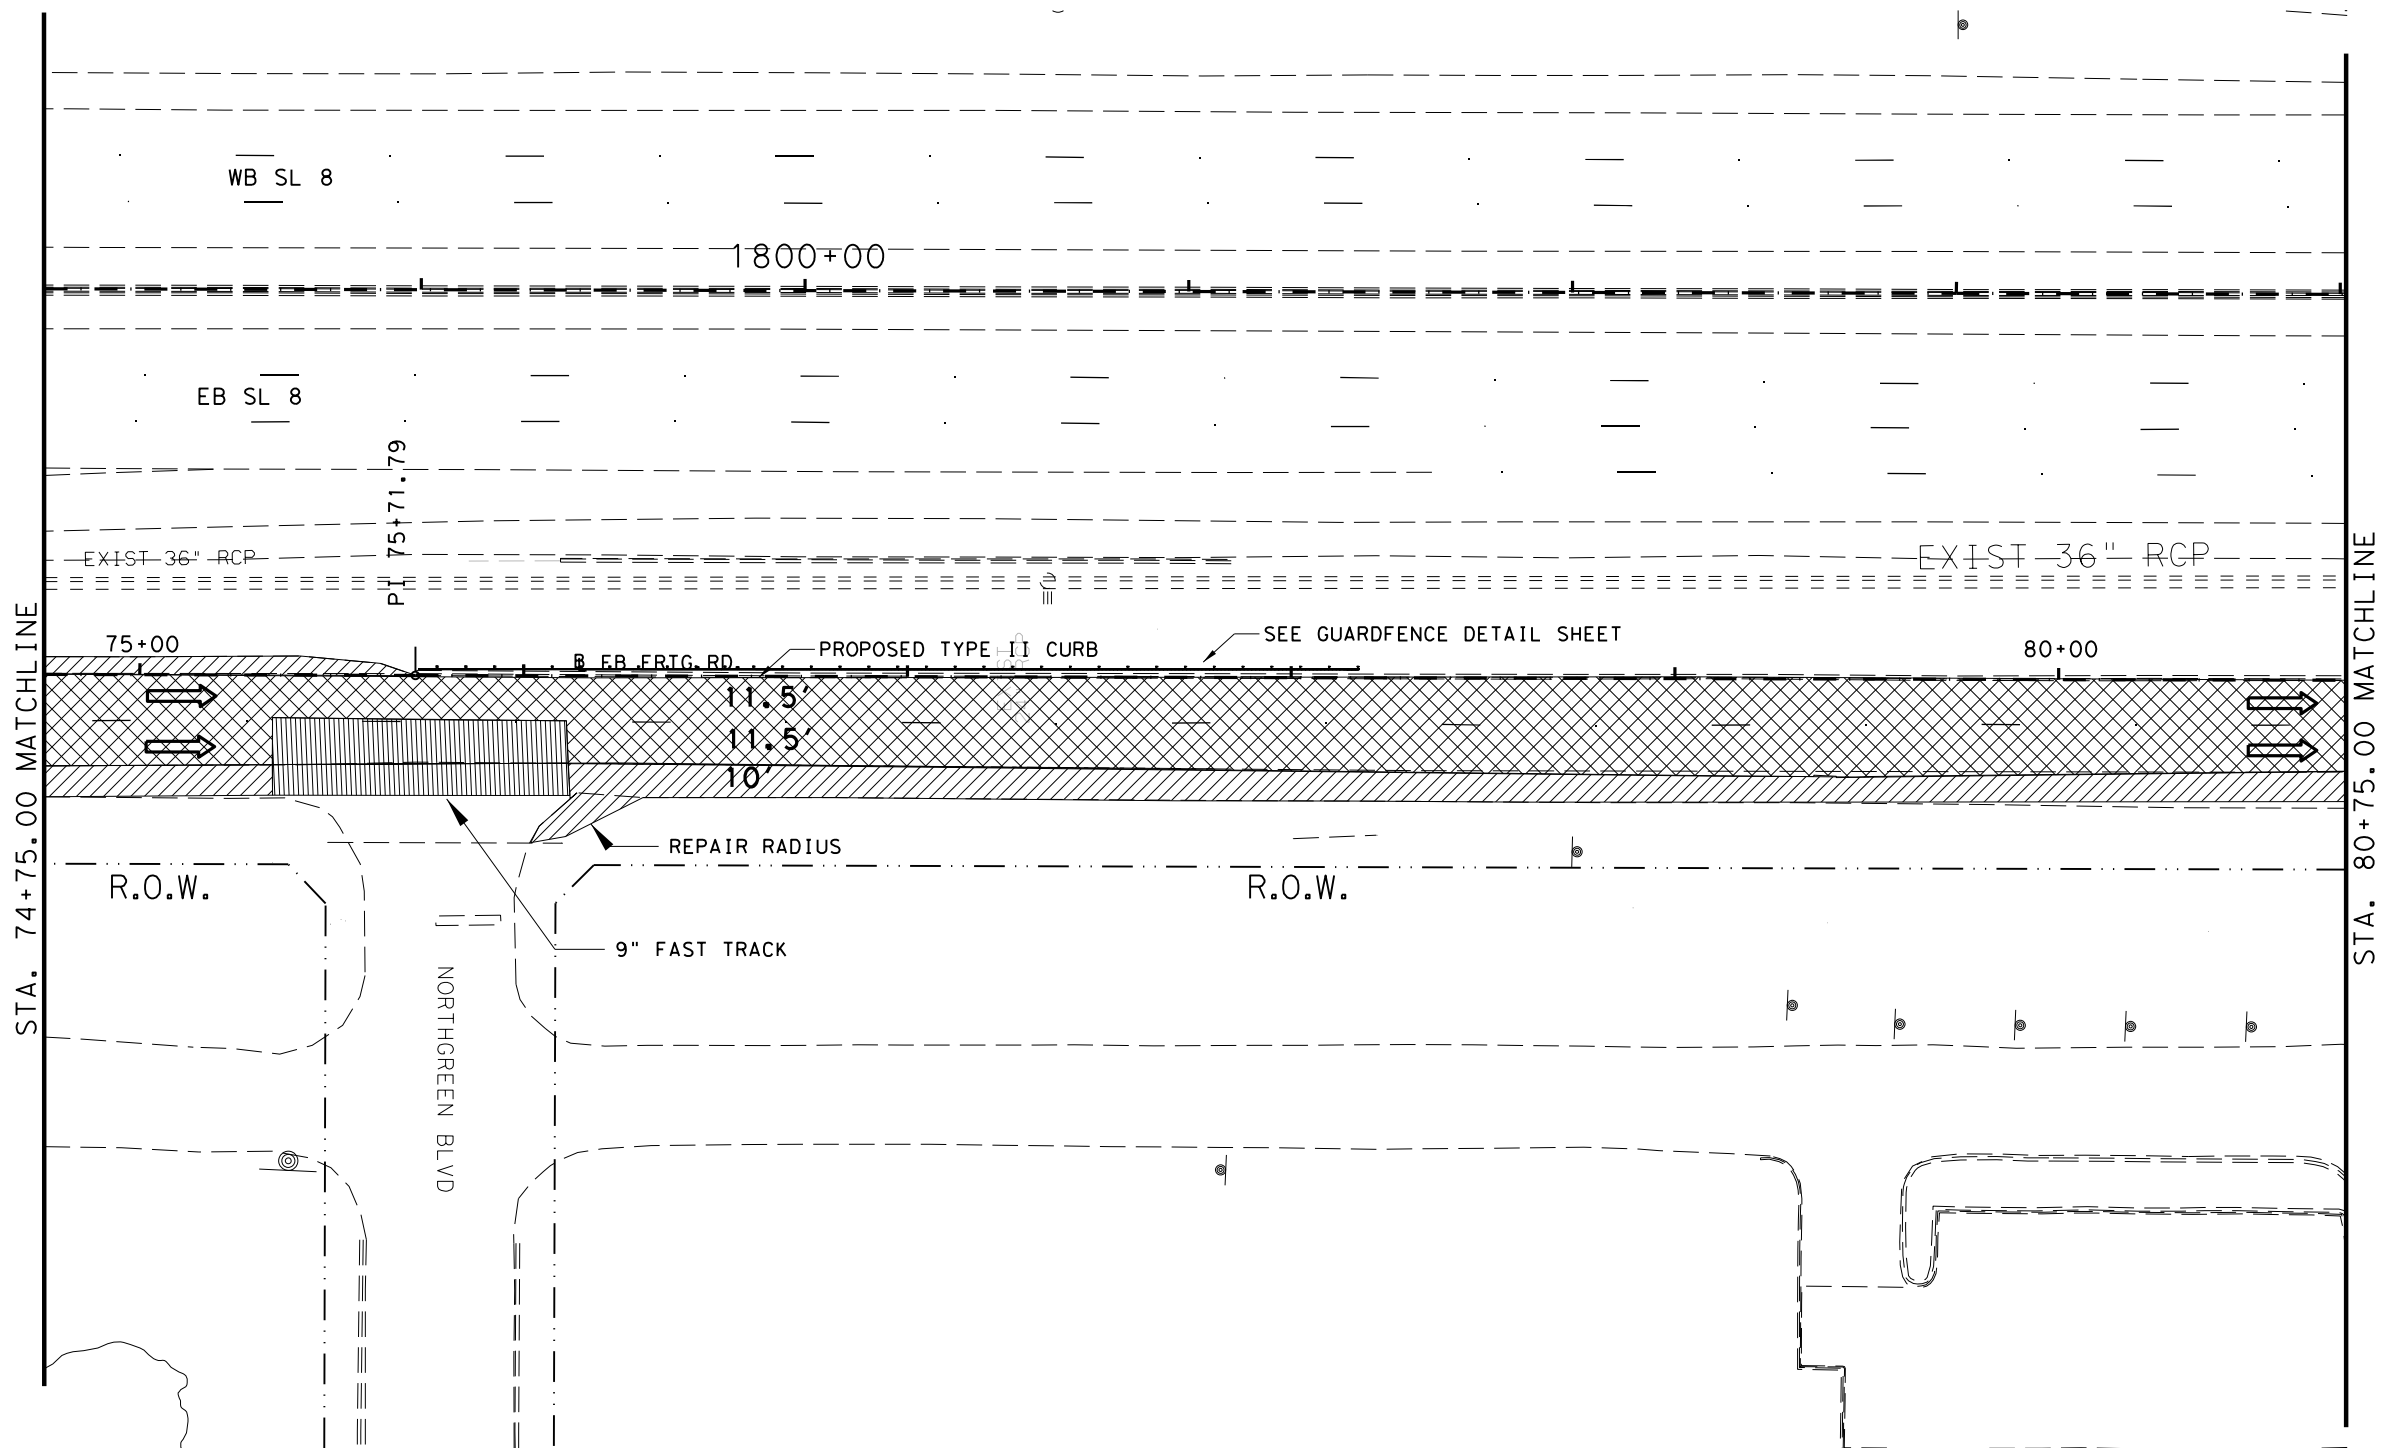 WB SL 8
1800+00
EB SL 8
PI 75+71.79
EXIST 36" RCP
EXIST 36" RCP
75+00
B EB FRTG RD
PROPOSED TYPE II CURB
SEE GUARDFENCE DETAIL SHEET
80+00
11.5'
11.5'
10'
REPAIR RADIUS
R.O.W.
R.O.W.
9" FAST TRACK
NORTHGREEN BLVD
STA. 74+75.00 MATCHLINE
STA. 80+75.00 MATCHLINE